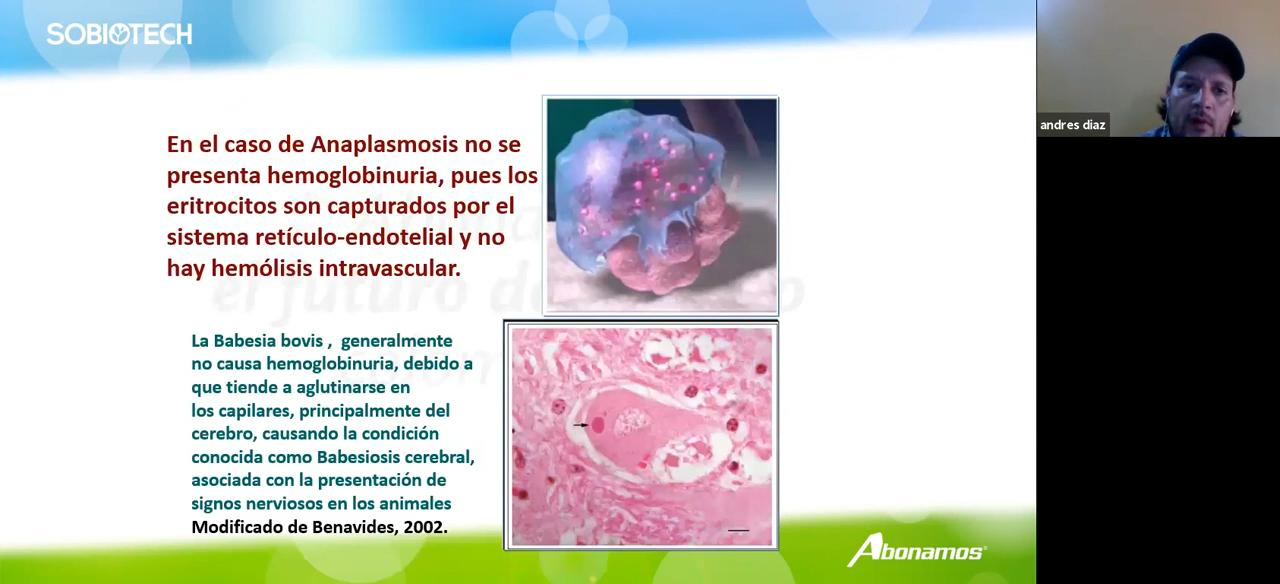 SOBIOTECH
andres diaz
En el caso de Anaplasmosis no se
presenta hemoglobinuria, pues los
eritrocitos son capturados por el
sistema retículo-endotelial y no
hay hemólisis intravascular.
el futuro de
La Babesia bovis , generalmente
no causa hemoglobinuria, debido a
que tiende a aglutinarse en
los capilares, principalmente del
cerebro, causando la condición
conocida como Babesiosis cerebral,
asociada con la presentación de
signos nerviosos en los animales
Modificado de Benavides, 2002.
Abonamos®